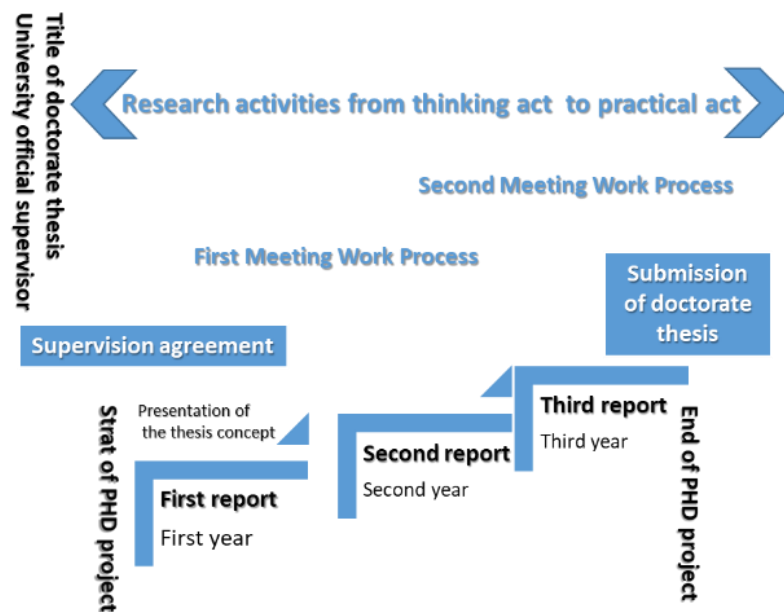 Title of doctorate thesis
University official supervisor
Research activities from thinking act to practical act
Second Meeting Work Process
First Meeting Work Process
Submission
of doctorate
thesis
Supervision agreement
Strat of PHD project
Presentation of
the thesis concept
First report
First year
Second report
Second year
Third report
Third year
End of PHD project